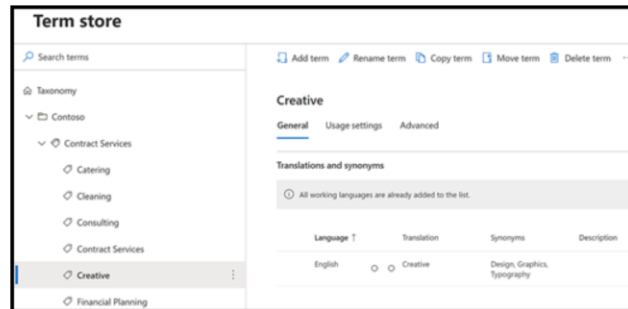 Term store
Search terms
Taxonomy
Contoso
Contract Services
Catering
Cleaning
Consulting
Contract Services
Creative
Financial Planning
Add term Rename term Copy term Move term Delete term ...
Creative
General Usage settings Advanced
Translations and synonyms
All working languages are already added to the list.
Language ↑ Translation Synonyms Description
English Creative Design, Graphics,
Typography